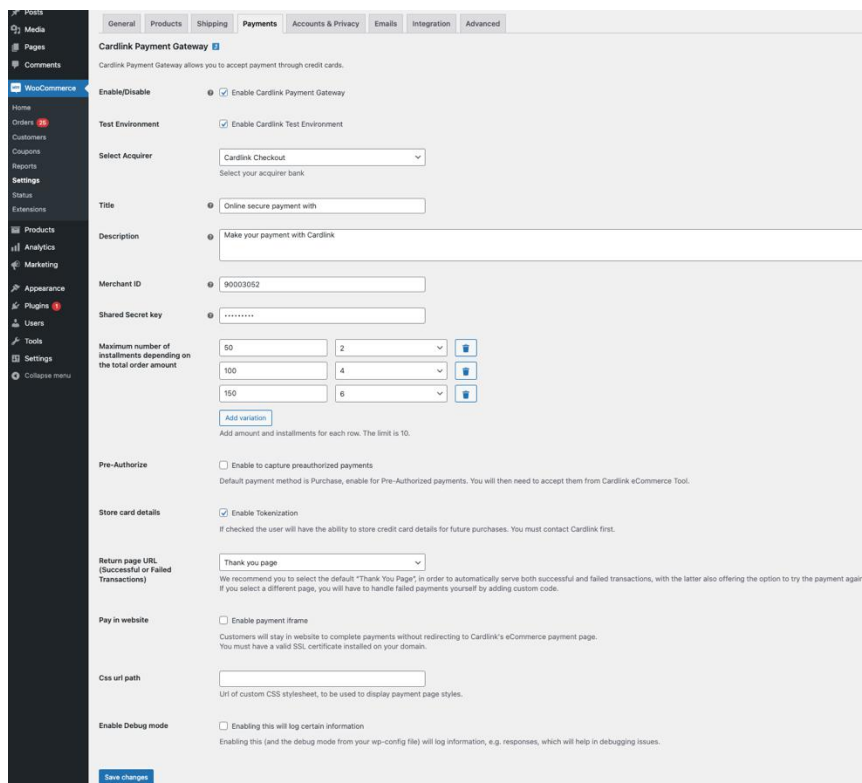 Posts
Media
Pages
Comments
WooCommerce
Home
Orders 25
Customers
Coupons
Reports
Settings
Status
Extensions
Products
Analytics
Marketing
Appearance
Plugins 1
Users
Tools
Settings
Collapse menu
General Products Shipping Payments Accounts & Privacy Emails Integration Advanced
Cardlink Payment Gateway
Cardlink Payment Gateway allows you to accept payment through credit cards.
Enable/Disable Enable Cardlink Payment Gateway
Test Environment Enable Cardlink Test Environment
Select Acquirer Cardlink Checkout
Select your acquirer bank
Title Online secure payment with
Description Make your payment with Cardlink
Merchant ID 90003052
Shared Secret key •••••••••
Maximum number of
installments depending on
the total order amount
50 2
100 4
150 6
Add variation
Add amount and installments for each row. The limit is 10.
Pre-Authorize Enable to capture preauthorized payments
Default payment method is Purchase, enable for Pre-Authorized payments. You will then need to accept them from Cardlink eCommerce Tool.
Store card details Enable Tokenization
If checked the user will have the ability to store credit card details for future purchases. You must contact Cardlink first.
Return page URL
(Successful or Failed
Transactions)
Thank you page
We recommend you to select the default "Thank You Page", in order to automatically serve both successful and failed transactions, with the latter also offering the option to try the payment again
If you select a different page, you will have to handle failed payments yourself by adding custom code.
Pay in website Enable payment iframe
Customers will stay in website to complete payments without redirecting to Cardlink's eCommerce payment page.
You must have a valid SSL certificate installed on your domain.
Css url path
Url of custom CSS stylesheet, to be used to display payment page styles.
Enable Debug mode Enabling this will log certain information
Enabling this (and the debug mode from your wp-config file) will log information, e.g. responses, which will help in debugging issues.
Save changes